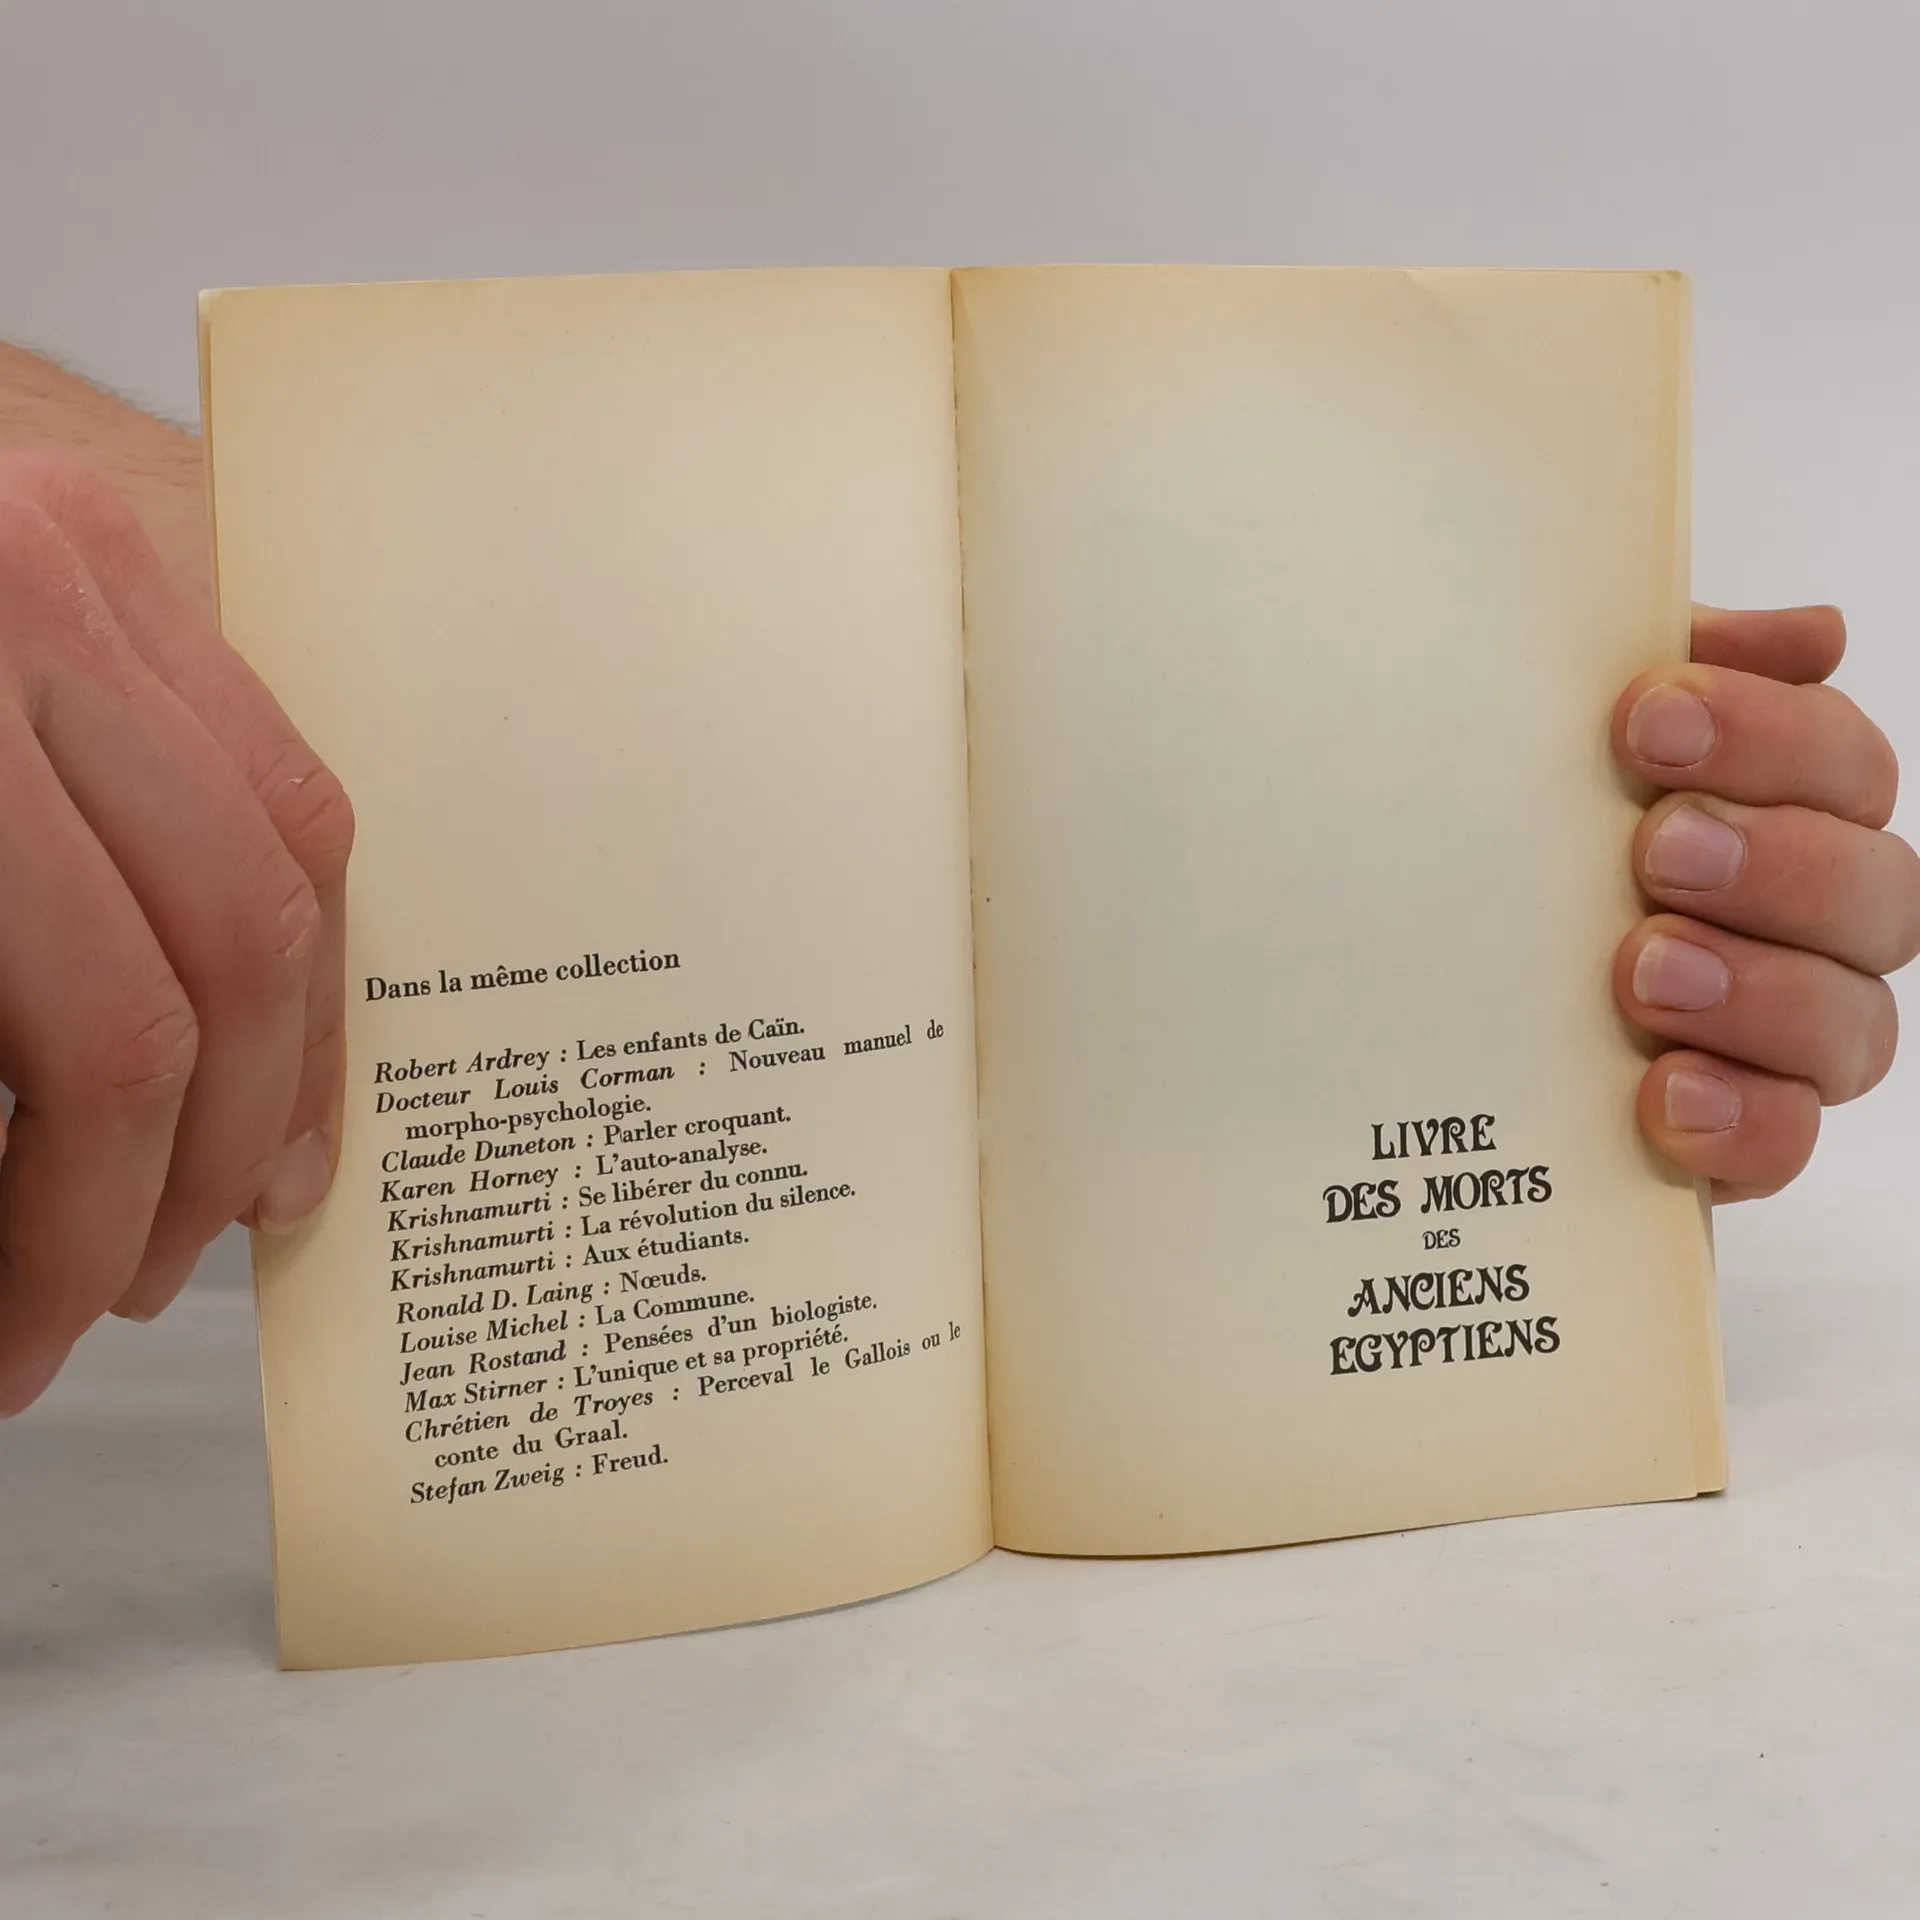 Dans la même collection
Robert Ardrey : Les enfants de Caïn.
Docteur Louis Corman : Nouveau manuel de
morpho-psychologie.
Claude Duneton : Parler croquant.
Karen Horney : L'auto-analyse.
Krishnamurti : Se libérer du connu.
Krishnamurti : La révolution du silence.
Krishnamurti : Aux étudiants.
Ronald D. Laing : Nœuds.
Louise Michel : La Commune.
Jean Rostand : Pensées d'un biologiste.
Max Stirner : L'unique et sa propriété.
Chrétien de Troyes : Perceval le Gallois ou le
conte du Graal.
Stefan Zweig : Freud.
LIVRE
DES MORTS
DES
ANCIENS
EGYPTIENS